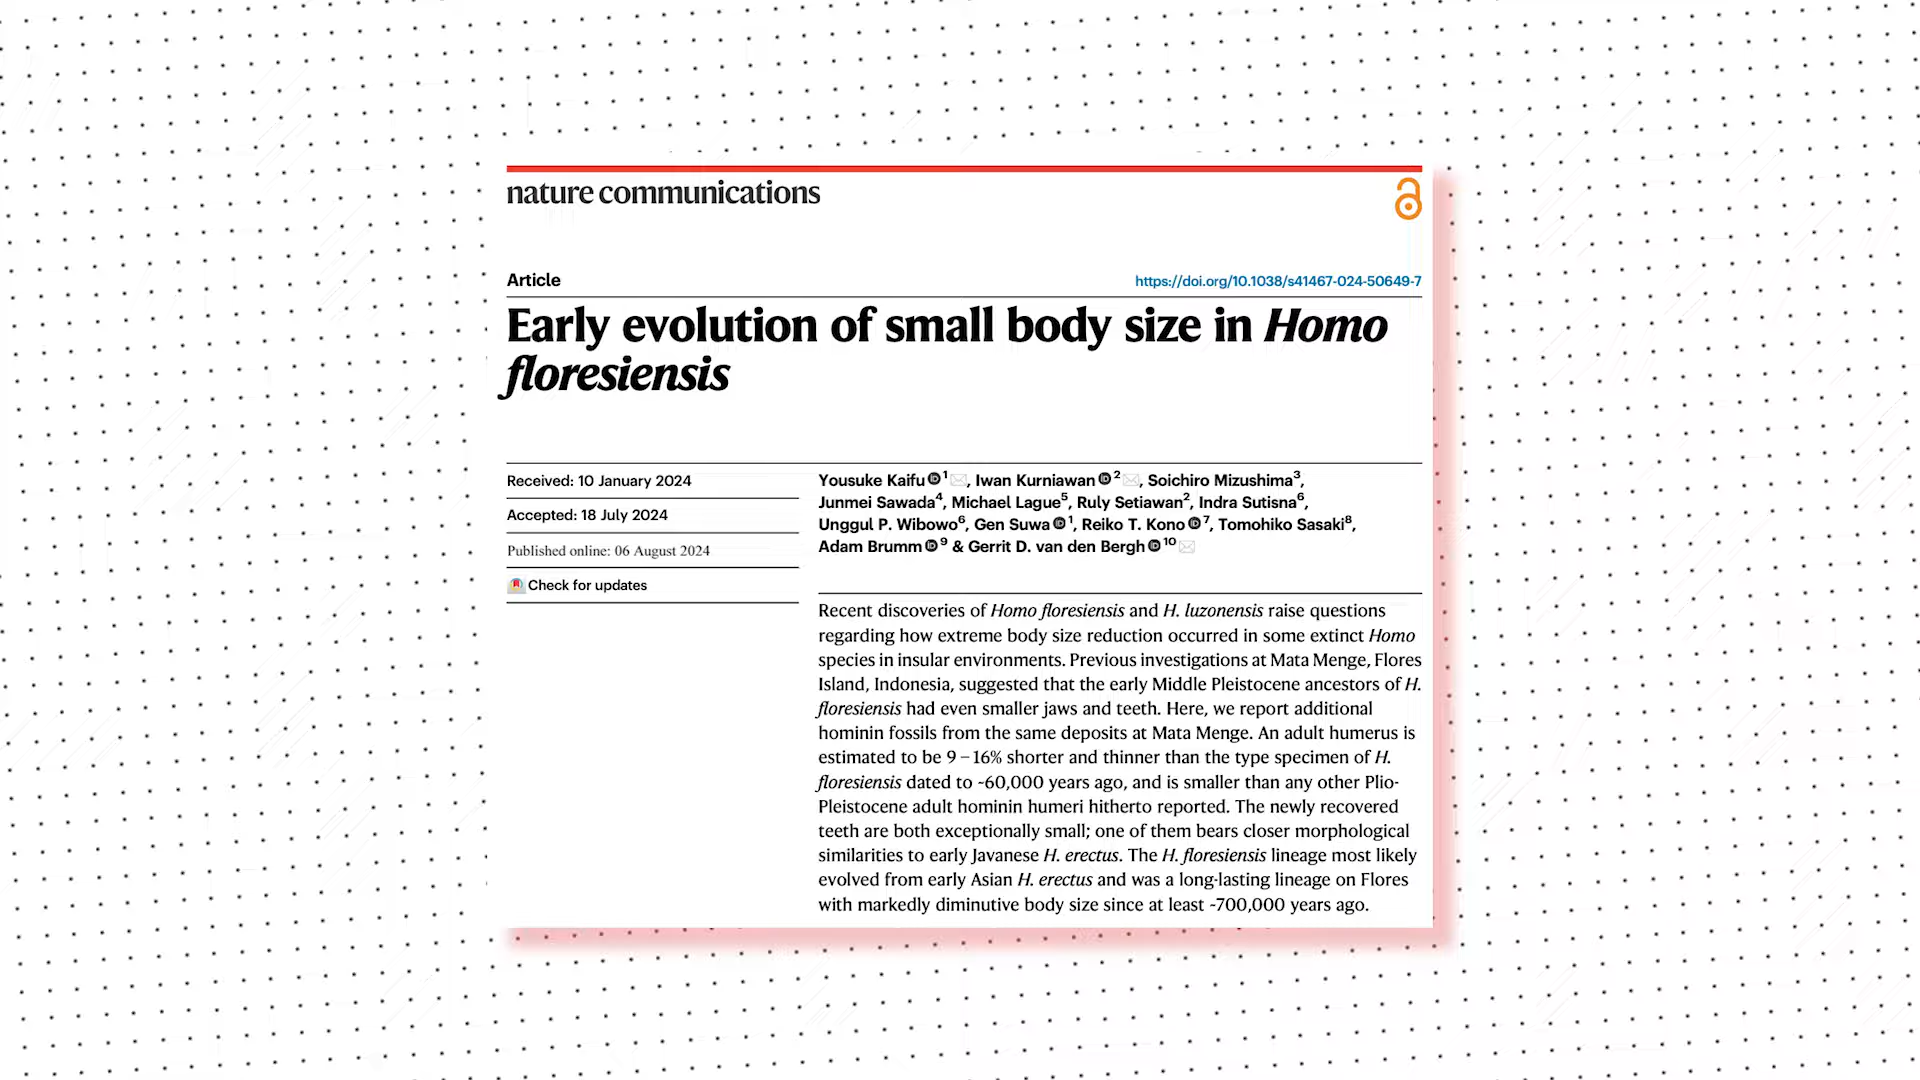 nature communications
Article
https://doi.org/10.1038/s41467-024-50649-7
Early evolution of small body size in Homo
floresiensis
Received: 10 January 2024
Accepted: 18 July 2024
Published online: 06 August 2024
Check for updates
Yousuke Kaifu 1, Iwan Kurniawan 2, Soichiro Mizushima3,
Junmei Sawada4, Michael Lague5, Ruly Setiawan2, Indra Sutisna6,
Unggul P. Wibowo6, Gen Suwa 1, Reiko T. Kono 7, Tomohiko Sasaki8,
Adam Brumm 9 & Gerrit D. van den Bergh 10
Recent discoveries of Homo floresiensis and H. luzonensis raise questions
regarding how extreme body size reduction occurred in some extinct Homo
species in insular environments. Previous investigations at Mata Menge, Flores
Island, Indonesia, suggested that the early Middle Pleistocene ancestors of H.
floresiensis had even smaller jaws and teeth. Here, we report additional
hominin fossils from the same deposits at Mata Menge. An adult humerus is
estimated to be 9–16% shorter and thinner than the type specimen of H.
floresiensis dated to ~60,000 years ago, and is smaller than any other Plio-
Pleistocene adult hominin humeri hitherto reported. The newly recovered
teeth are both exceptionally small; one of them bears closer morphological
similarities to early Javanese H. erectus. The H. floresiensis lineage most likely
evolved from early Asian H. erectus and was a long-lasting lineage on Flores
with markedly diminutive body size since at least ~700,000 years ago.